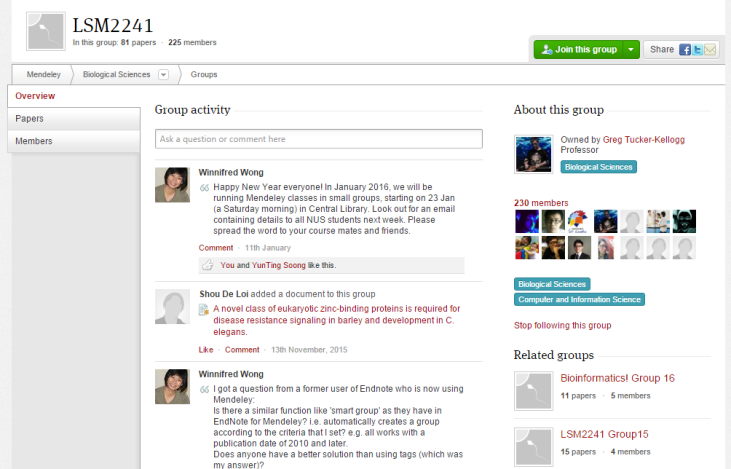 LSM2241
In this group: 81 papers · 225 members
Join this group
Share
Mendeley
Biological Sciences
Groups
Overview
Papers
Members
Group activity
Ask a question or comment here
Winnifred Wong
Happy New Year everyone! In January 2016, we will be
running Mendeley classes in small groups, starting on 23 Jan
(a Saturday morning) in Central Library. Look out for an email
containing details to all NUS students next week. Please
spread the word to your course mates and friends.
Comment · 11th January
You and YunTing Soong like this.
Shou De Loi added a document to this group
A novel class of eukaryotic zinc-binding proteins is required for
disease resistance signaling in barley and development in C.
elegans.
Like · Comment · 13th November, 2015
Winnifred Wong
I got a question from a former user of Endnote who is now using
Mendeley:
Is there a similar function like 'smart group' as they have in
EndNote for Mendeley? i.e. automatically creates a group
according to the criteria that I set? e.g. all works with a
publication date of 2010 and later.
Does anyone have a better solution than using tags (which was
my answer)?
About this group
Owned by Greg Tucker-Kellogg
Professor
Biological Sciences
230 members
Biological Sciences
Computer and Information Science
Stop following this group
Related groups
Bioinformatics! Group 16
11 papers · 5 members
LSM2241 Group15
15 papers · 4 members